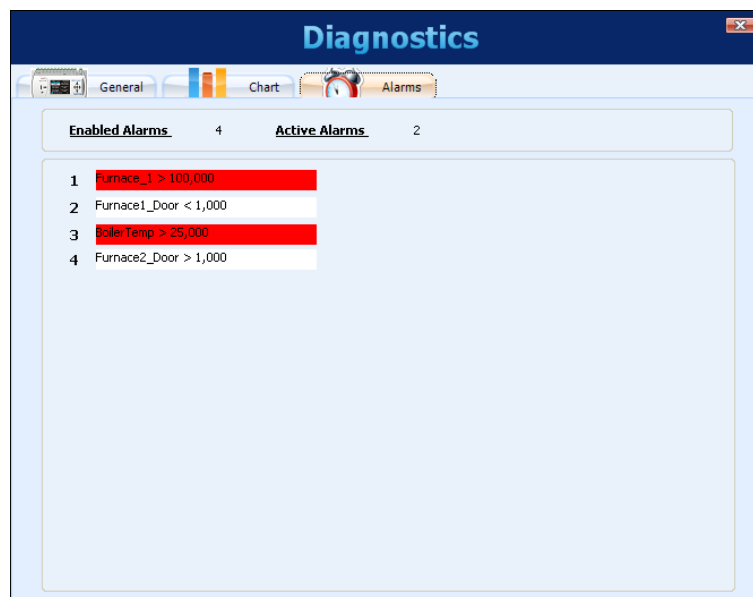 Diagnostics
General Chart Alarms
Enabled Alarms 4 Active Alarms 2
1 Furnace_1 > 100,000
2 Furnace1_Door < 1,000
3 BoilerTemp > 25,000
4 Furnace2_Door > 1,000